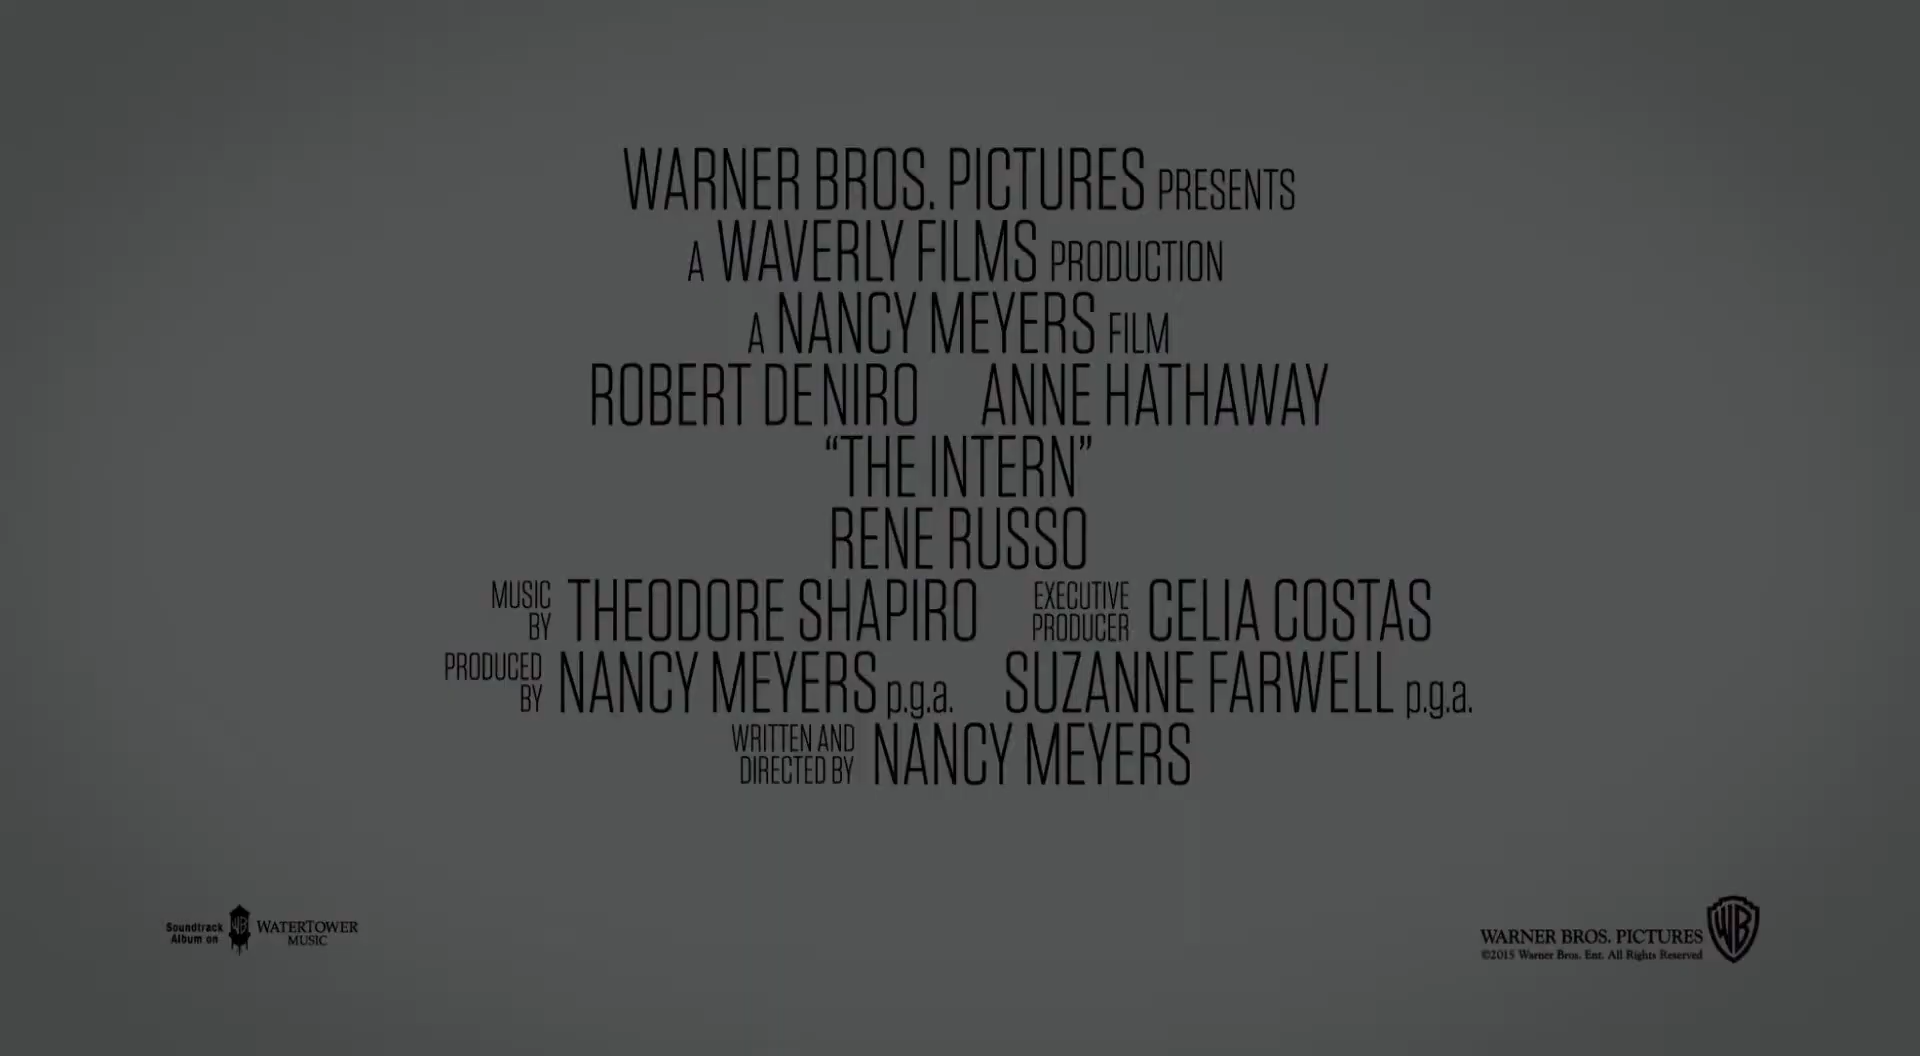 WARNER BROS. PICTURES PRESENTS
A WAVERLY FILMS PRODUCTION
A NANCY MEYERS FILM
ROBERT DE NIRO ANNE HATHAWAY
“THE INTERN”
RENE RUSSO
MUSIC BY THEODORE SHAPIRO EXECUTIVE PRODUCER CELIA COSTAS
PRODUCED BY NANCY MEYERS p.g.a. SUZANNE FARWELL p.g.a.
WRITTEN AND DIRECTED BY NANCY MEYERS
Soundtrack Album on WB WATERTOWER MUSIC
WARNER BROS. PICTURES WB
©2015 Warner Bros. Ent. All Rights Reserved